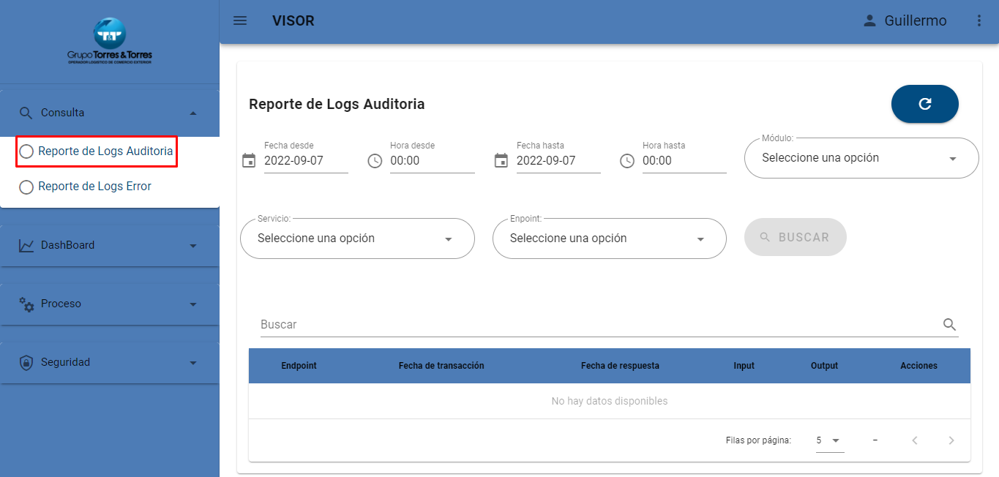 T&T
Grupo Torres & Torres
OPERADOR LOGISTICO DE COMERCIO EXTERIOR
Consulta
Reporte de Logs Auditoria
Reporte de Logs Error
DashBoard
Proceso
Seguridad
VISOR
Guillermo
Reporte de Logs Auditoria
Fecha desde
2022-09-07
Hora desde
00:00
Fecha hasta
2022-09-07
Hora hasta
00:00
Módulo:
Seleccione una opción
Servicio:
Seleccione una opción
Enpoint:
Seleccione una opción
BUSCAR
Buscar
Endpoint Fecha de transacción Fecha de respuesta Input Output Acciones
No hay datos disponibles
Filas por página: 5 –